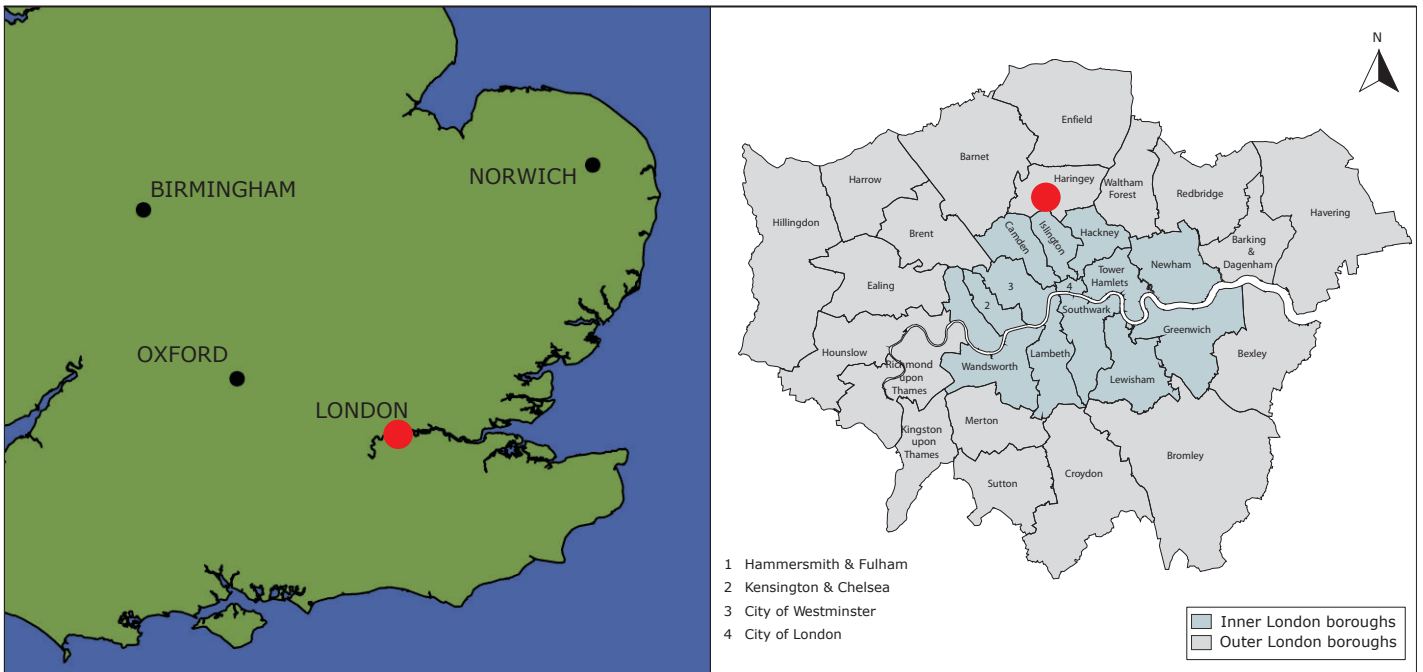 BIRMINGHAM
NORWICH
OXFORD
LONDON
N
Enfield
Barnet
Haringey
Harrow
Waltham
Forest
Redbridge
Havering
Hillingdon
Brent
Camden
Islington
Hackney
Barking
&
Dagenham
Newham
Ealing
Tower
Hamlets
3
4
2
Southwark
Greenwich
Hounslow
Richmond
upon
Thames
Wandsworth
Lambeth
Lewisham
Bexley
Kingston
upon
Thames
Merton
Sutton
Croydon
Bromley
1 Hammersmith & Fulham
2 Kensington & Chelsea
3 City of Westminster
4 City of London
Inner London boroughs
Outer London boroughs